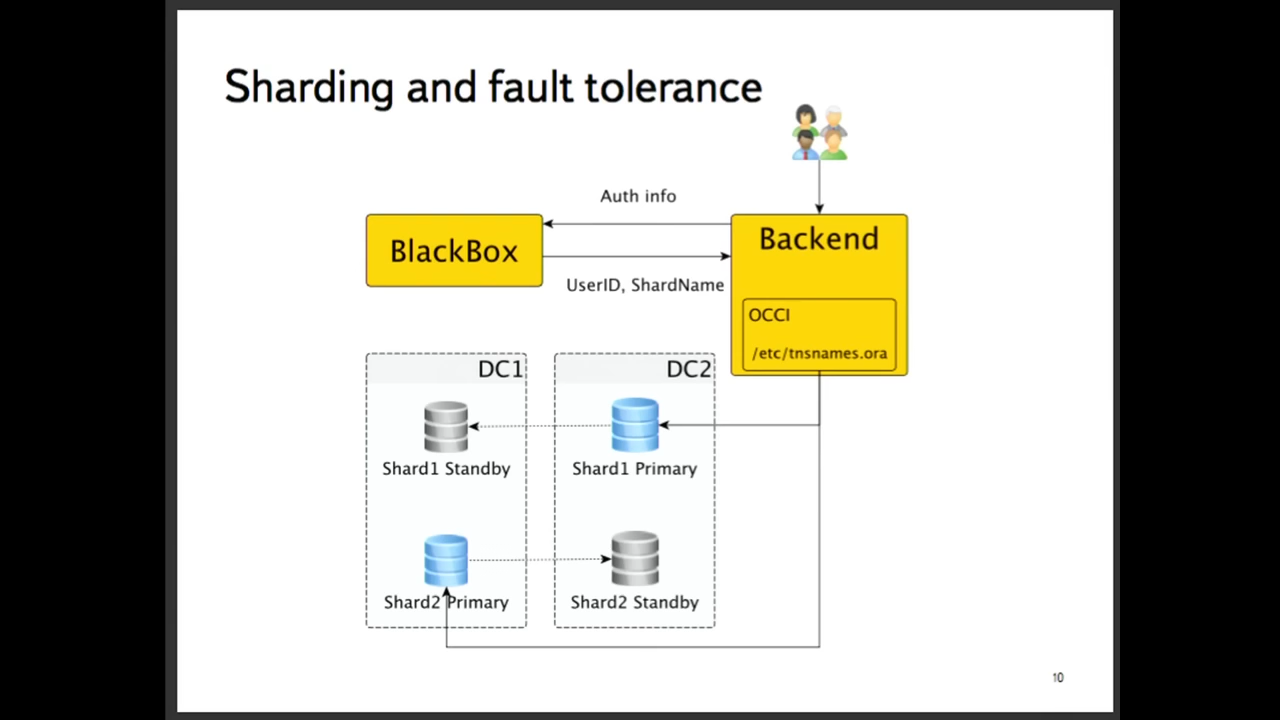 Sharding and fault tolerance
Auth info
BlackBox
Backend
UserID, ShardName
OCCI
/etc/tnsnames.ora
DC1
DC2
Shard1 Standby
Shard1 Primary
Shard2 Primary
Shard2 Standby
10